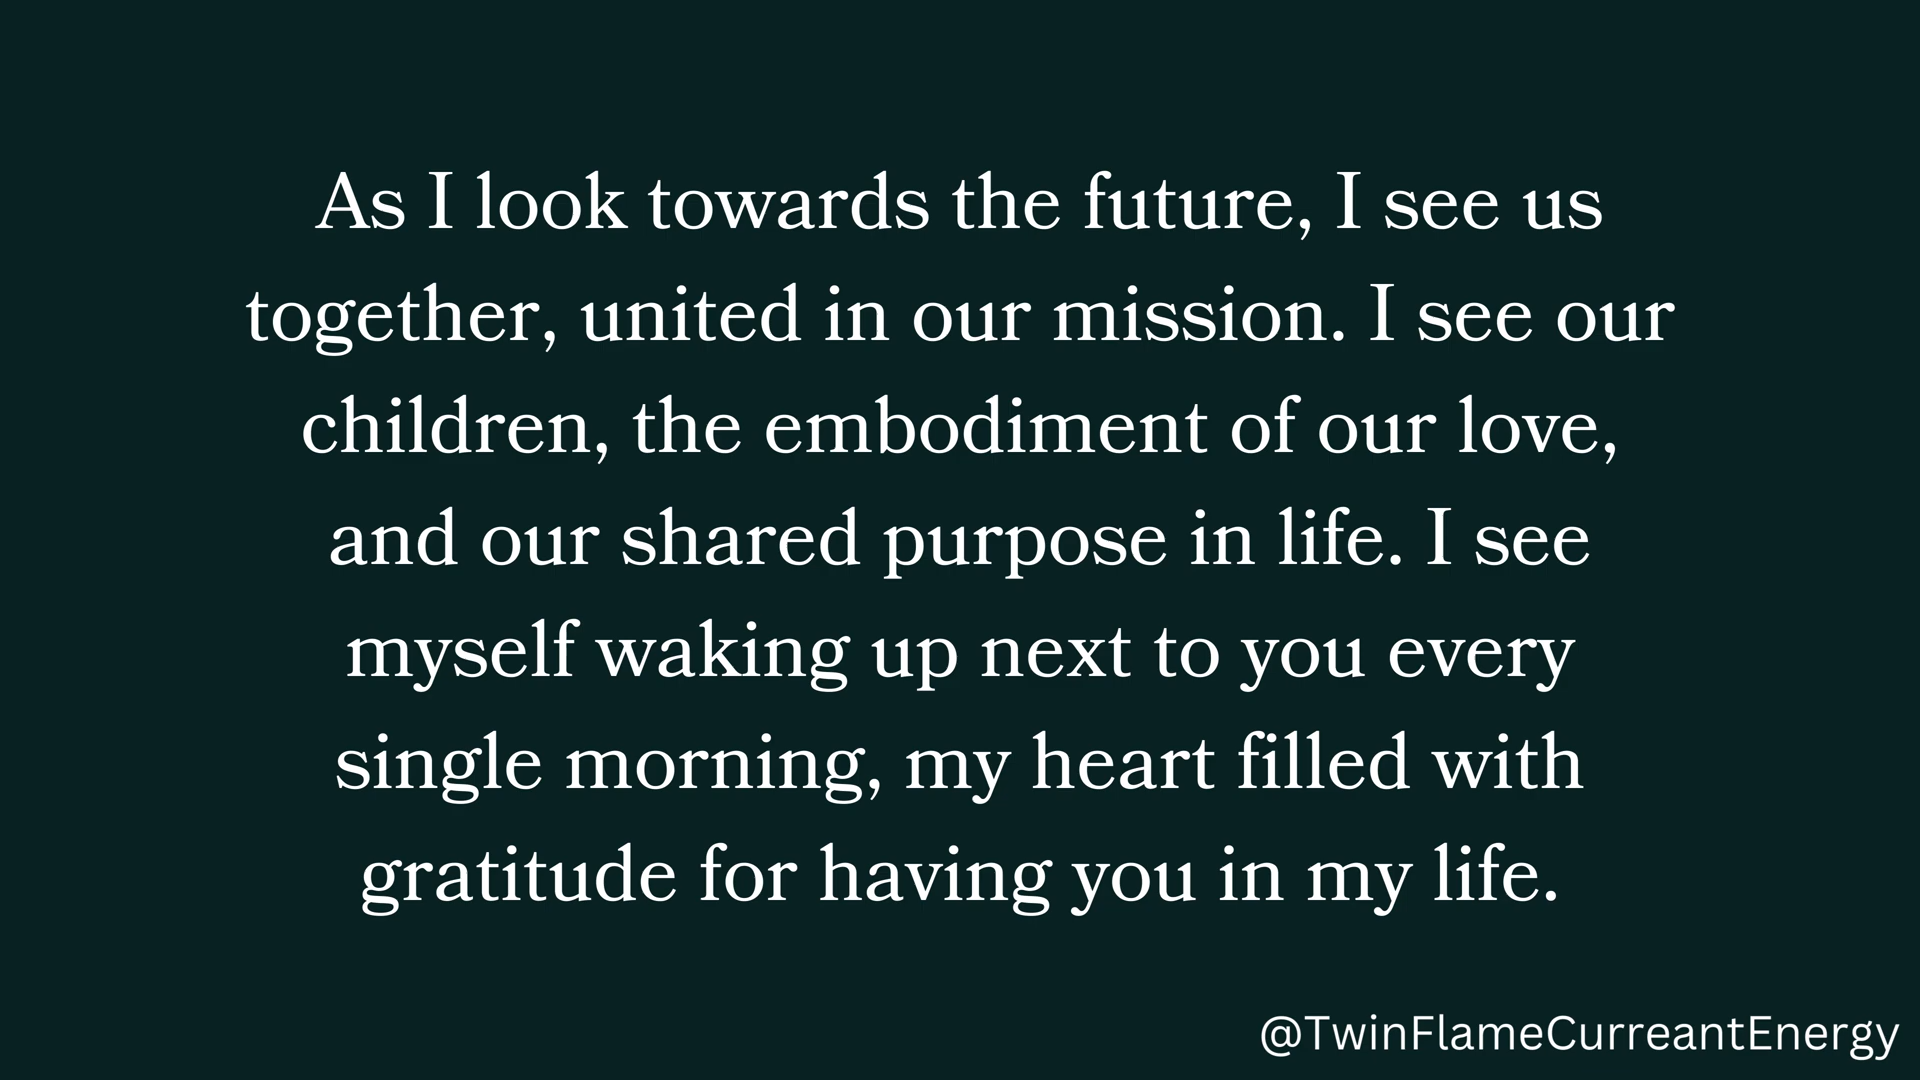 As I look towards the future, I see us
together, united in our mission. I see our
children, the embodiment of our love,
and our shared purpose in life. I see
myself waking up next to you every
single morning, my heart filled with
gratitude for having you in my life.
@TwinFlameCurreantEnergy